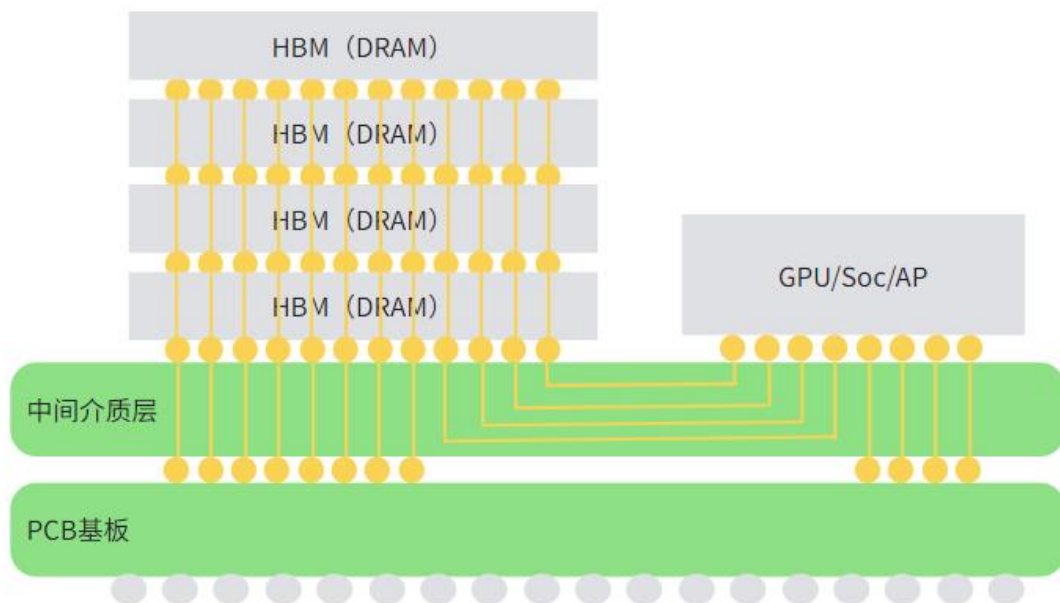 HBM（DRAM）
HBM（DRAM）
HBM（DRAM）
HBM（DRAM）
GPU/Soc/AP
中间介质层
PCB基板